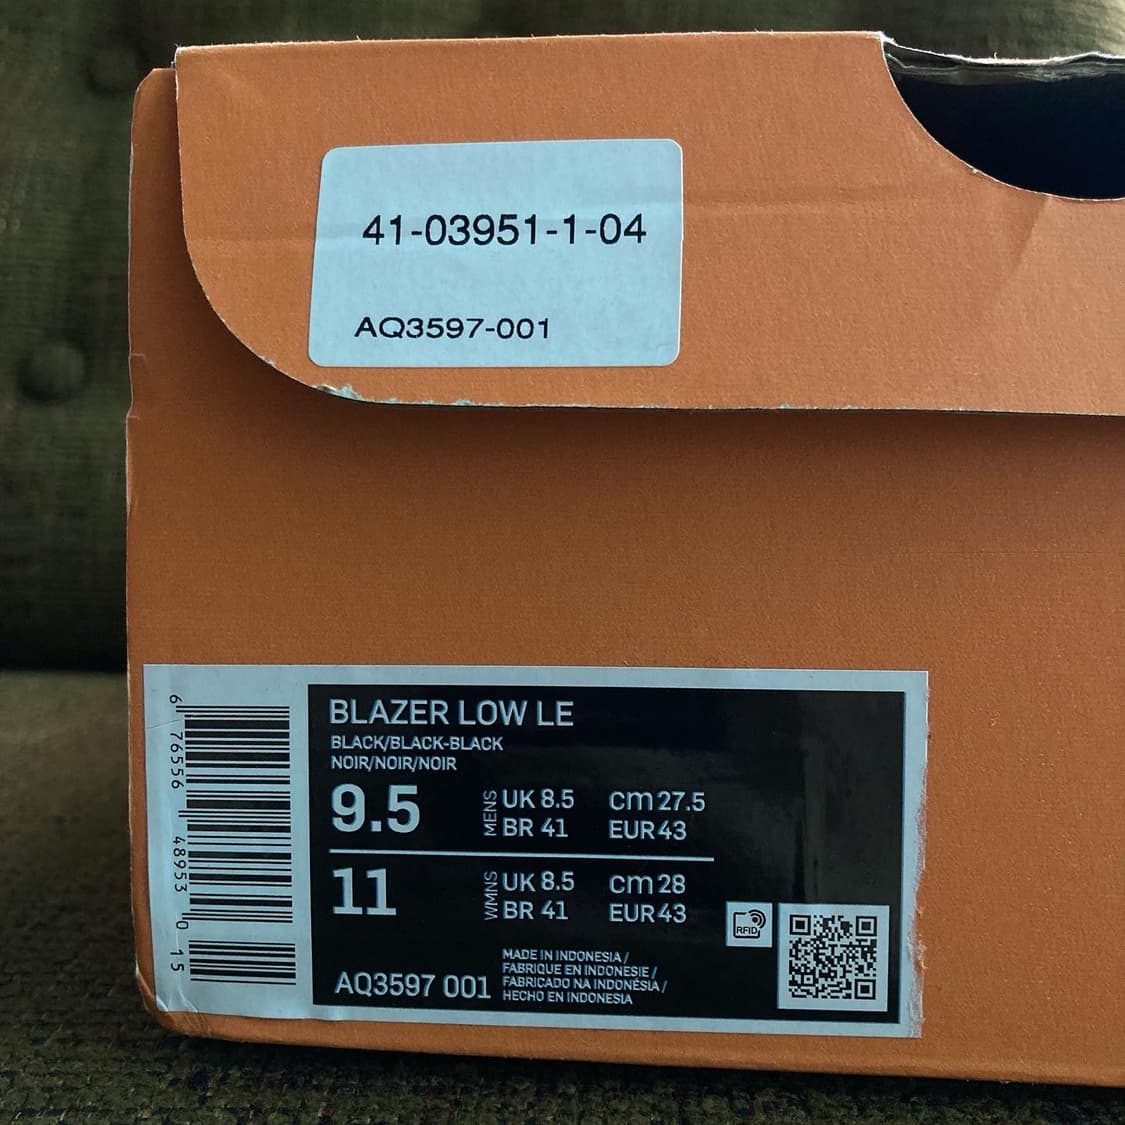 41-03951-1-04
AQ3597-001
6 76556 48953 0 15
BLAZER LOW LE
BLACK/BLACK-BLACK
NOIR/NOIR/NOIR
9.5 MENS UK 8.5 cm 27.5
BR 41 EUR 43
11 WMNS UK 8.5 cm 28
BR 41 EUR 43
RFID
AQ3597 001
MADE IN INDONESIA /
FABRIQUE EN INDONESIE /
FABRICADO NA INDONÉSIA /
HECHO EN INDONESIA